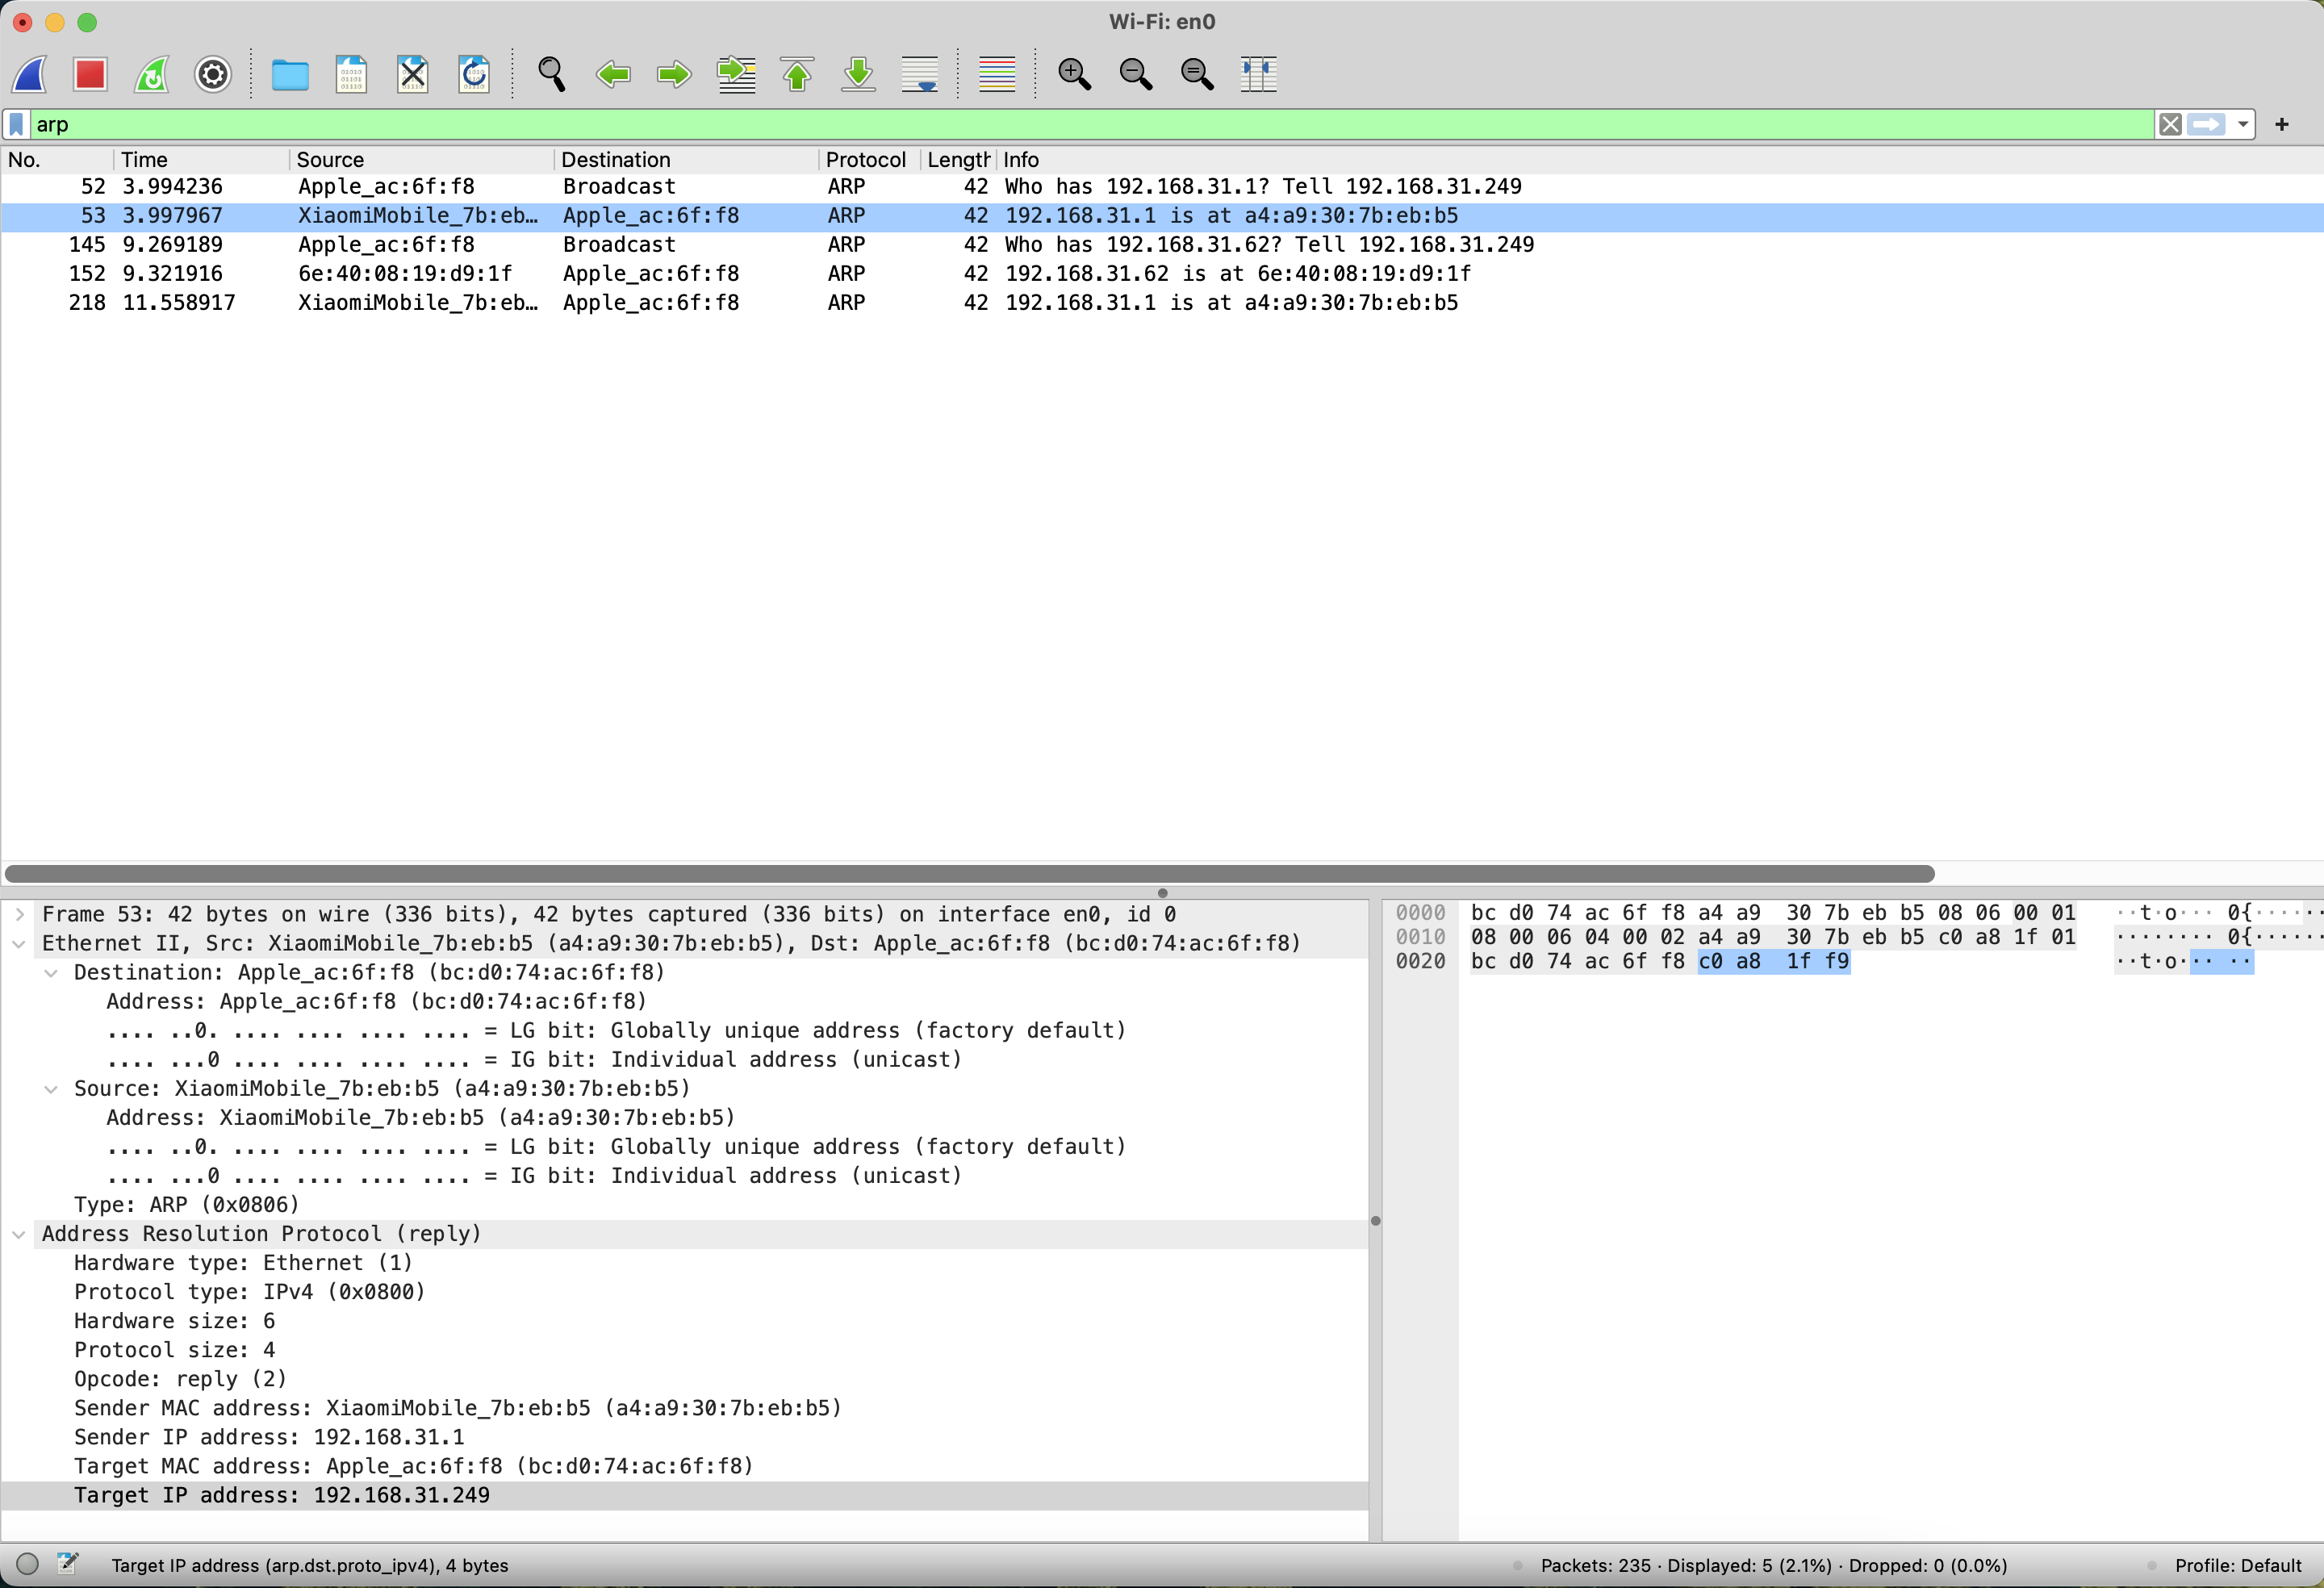 Wi-Fi: en0
arp
No. Time Source Destination Protocol Length Info
52 3.994236 Apple_ac:6f:f8 Broadcast ARP 42 Who has 192.168.31.1? Tell 192.168.31.249
53 3.997967 XiaomiMobile_7b:eb… Apple_ac:6f:f8 ARP 42 192.168.31.1 is at a4:a9:30:7b:eb:b5
145 9.269189 Apple_ac:6f:f8 Broadcast ARP 42 Who has 192.168.31.62? Tell 192.168.31.249
152 9.321916 6e:40:08:19:d9:1f Apple_ac:6f:f8 ARP 42 192.168.31.62 is at 6e:40:08:19:d9:1f
218 11.558917 XiaomiMobile_7b:eb… Apple_ac:6f:f8 ARP 42 192.168.31.1 is at a4:a9:30:7b:eb:b5
Frame 53: 42 bytes on wire (336 bits), 42 bytes captured (336 bits) on interface en0, id 0
Ethernet II, Src: XiaomiMobile_7b:eb:b5 (a4:a9:30:7b:eb:b5), Dst: Apple_ac:6f:f8 (bc:d0:74:ac:6f:f8)
Destination: Apple_ac:6f:f8 (bc:d0:74:ac:6f:f8)
Address: Apple_ac:6f:f8 (bc:d0:74:ac:6f:f8)
.... ..0. .... .... .... .... = LG bit: Globally unique address (factory default)
.... ...0 .... .... .... .... = IG bit: Individual address (unicast)
Source: XiaomiMobile_7b:eb:b5 (a4:a9:30:7b:eb:b5)
Address: XiaomiMobile_7b:eb:b5 (a4:a9:30:7b:eb:b5)
.... ..0. .... .... .... .... = LG bit: Globally unique address (factory default)
.... ...0 .... .... .... .... = IG bit: Individual address (unicast)
Type: ARP (0x0806)
Address Resolution Protocol (reply)
Hardware type: Ethernet (1)
Protocol type: IPv4 (0x0800)
Hardware size: 6
Protocol size: 4
Opcode: reply (2)
Sender MAC address: XiaomiMobile_7b:eb:b5 (a4:a9:30:7b:eb:b5)
Sender IP address: 192.168.31.1
Target MAC address: Apple_ac:6f:f8 (bc:d0:74:ac:6f:f8)
Target IP address: 192.168.31.249
0000 bc d0 74 ac 6f f8 a4 a9 30 7b eb b5 08 06 00 01 ··t·o··· 0{······
0010 08 00 06 04 00 02 a4 a9 30 7b eb b5 c0 a8 1f 01 ········ 0{······
0020 bc d0 74 ac 6f f8 c0 a8 1f f9 ··t·o··· ··
Target IP address (arp.dst.proto_ipv4), 4 bytes
Packets: 235 · Displayed: 5 (2.1%) · Dropped: 0 (0.0%)
Profile: Default